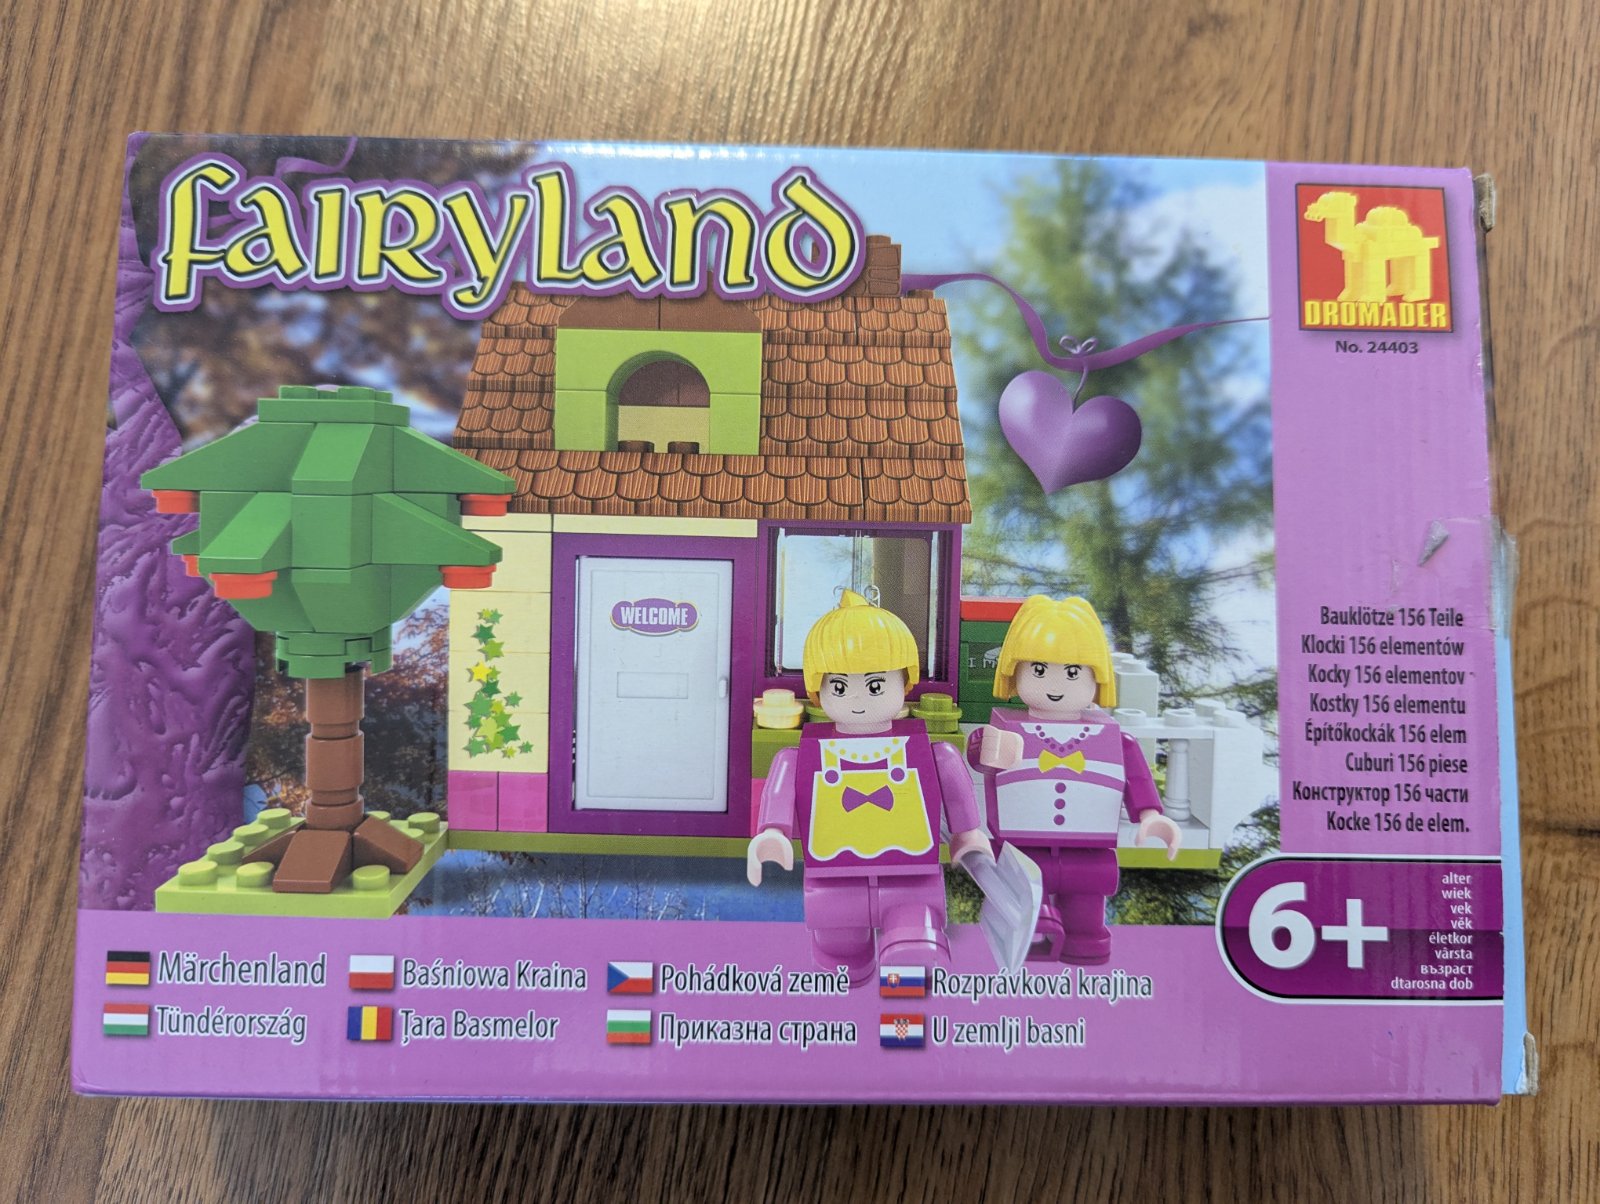 Fairyland
DROMADER
No. 24403
WELCOME
I M
Bauklötze 156 Teile
Klocki 156 elementów
Kocky 156 elementov
Kostky 156 elementu
Építőkockák 156 elem
Cuburi 156 piese
Конструктор 156 части
Kocke 156 de elem.
6+
alter
wiek
vek
věk
életkor
vârsta
възраст
dtarosna dob
Märchenland
Baśniowa Kraina
Pohádková země
Rozprávková krajina
Tündérország
Țara Basmelor
Приказна страна
U zemlji basni